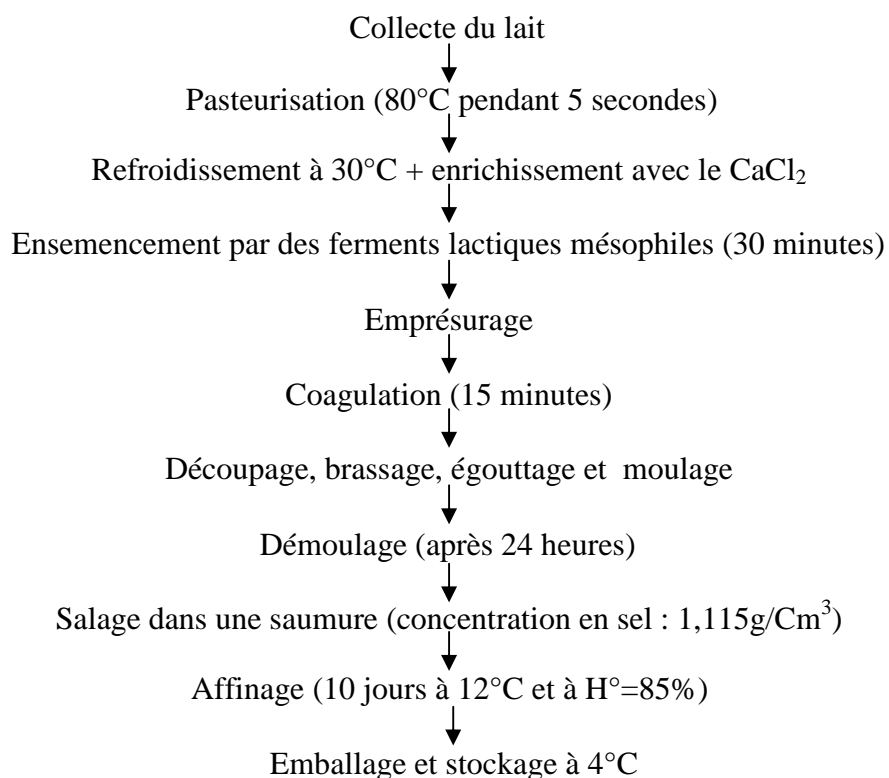 Collecte du lait
Pasteurisation (80°C pendant 5 secondes)
Refroidissement à 30°C + enrichissement avec le CaCl₂
Ensemencement par des ferments lactiques mésophiles (30 minutes)
Emprésurage
Coagulation (15 minutes)
Découpage, brassage, égouttage et moulage
Démoulage (après 24 heures)
Salage dans une saumure (concentration en sel : 1,115g/Cm³)
Affinage (10 jours à 12°C et à H°=85%)
Emballage et stockage à 4°C